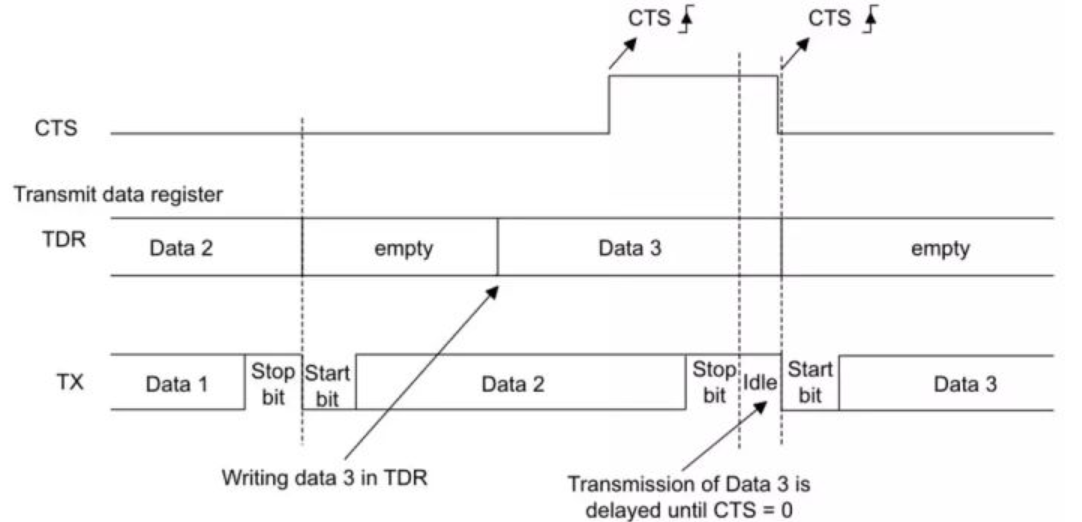 CTS
CTS
CTS
Transmit data register
TDR
Data 2
empty
Data 3
empty
TX
Data 1
Stop
bit
Start
bit
Data 2
Stop
bit
Idle
Start
bit
Data 3
Writing data 3 in TDR
Transmission of Data 3 is
delayed until CTS = 0